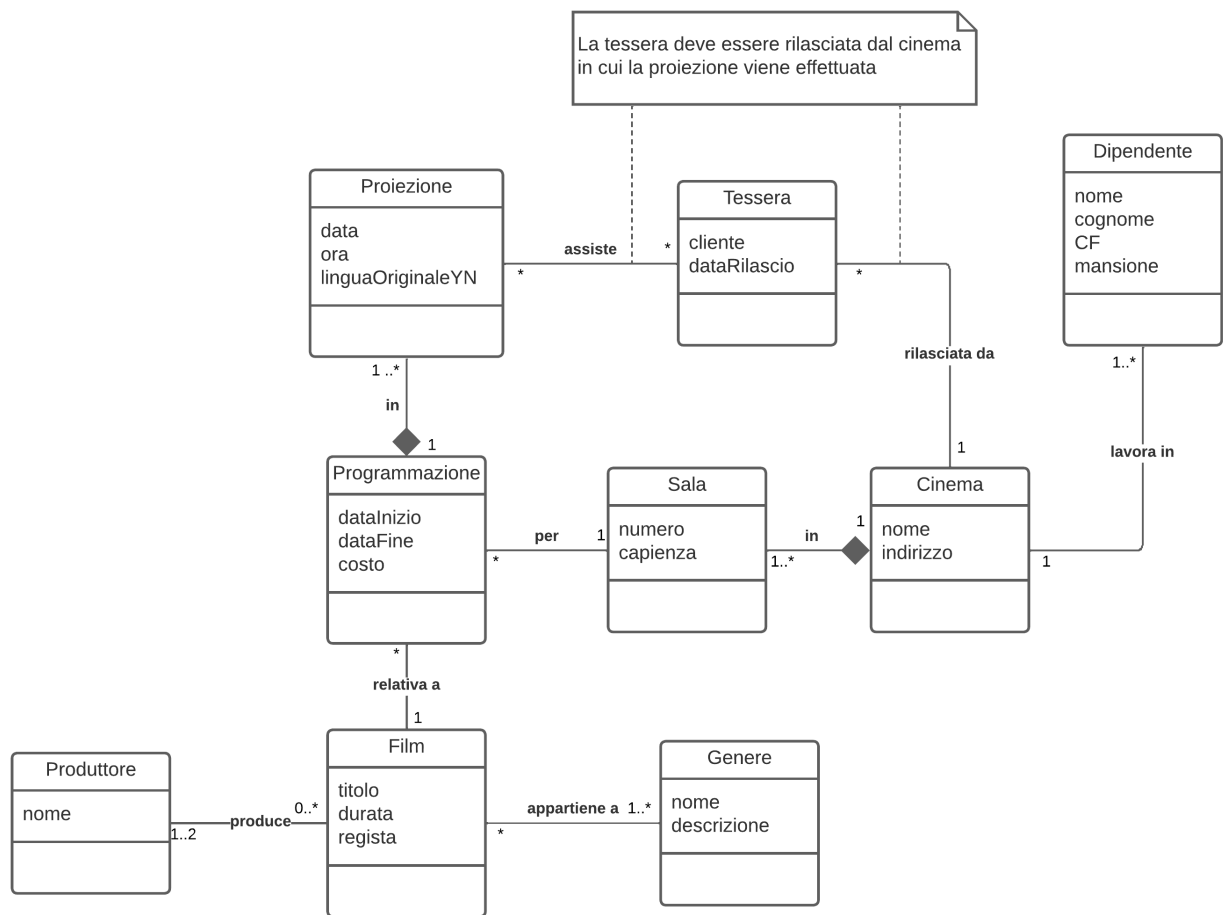 La tessera deve essere rilasciata dal cinema
in cui la proiezione viene effettuata
Dipendente
nome
cognome
CF
mansione
Proiezione
data
ora
linguaOriginaleYN
Tessera
cliente
dataRilascio
assiste
*
*
*
rilasciata da
1
1..*
lavora in
1
1 ..*
in
1
Programmazione
dataInizio
dataFine
costo
*
per
1
Sala
numero
capienza
1..*
in
1
Cinema
nome
indirizzo
*
relativa a
1
Film
titolo
durata
regista
Produttore
nome
1..2
produce
0..*
*
appartiene a
1..*
Genere
nome
descrizione